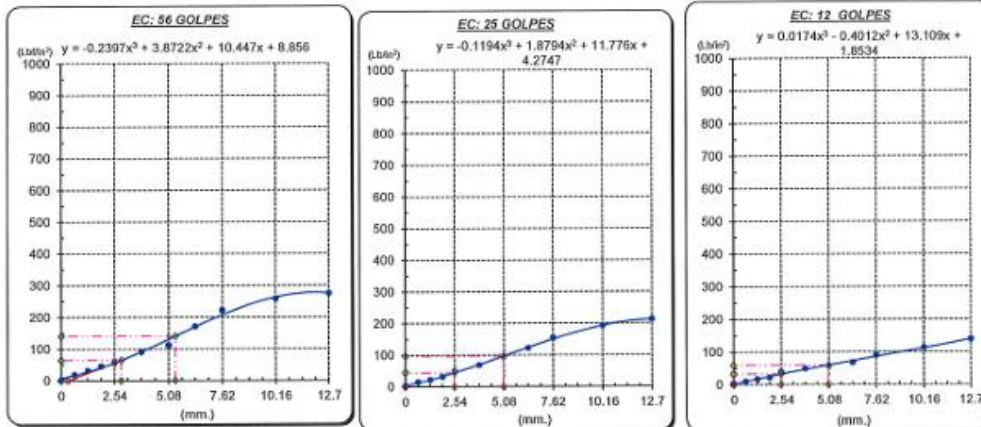 EC: 56 GOLPES
(Lbf/in²)
y = -0.2397x³ + 3.8722x² + 10.447x + 8.856
1000
900
800
700
600
500
400
300
200
100
0
0 2.54 5.08 7.62 10.16 12.7
(mm.)
EC: 25 GOLPES
(Lb/in²)
y = -0.1194x³ + 1.8794x² + 11.776x +
4.2747
1000
900
800
700
600
500
400
300
200
100
0
0 2.54 5.08 7.62 10.16 12.7
(mm.)
EC: 12 GOLPES
(Lb/in²)
y = 0.0174x³ - 0.4012x² + 13.109x +
1.8534
1000
900
800
700
600
500
400
300
200
100
0
0 2.54 5.08 7.62 10.16 12.7
(mm.)